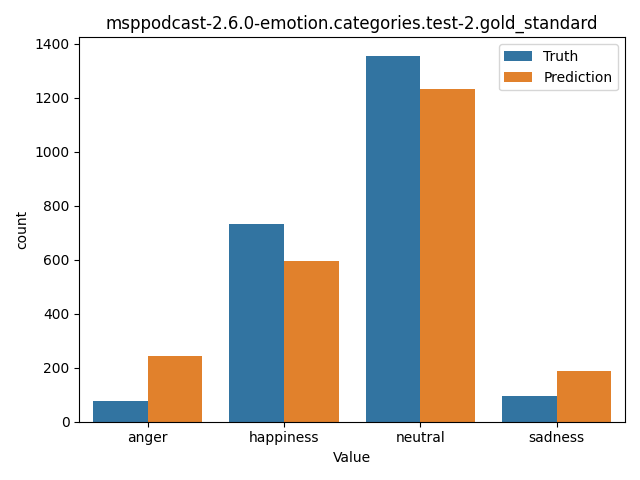 msppodcast-2.6.0-emotion.categories.test-2.gold_standard
Truth
Prediction
1400
1200
1000
800
600
400
200
0
count
anger happiness neutral sadness
Value